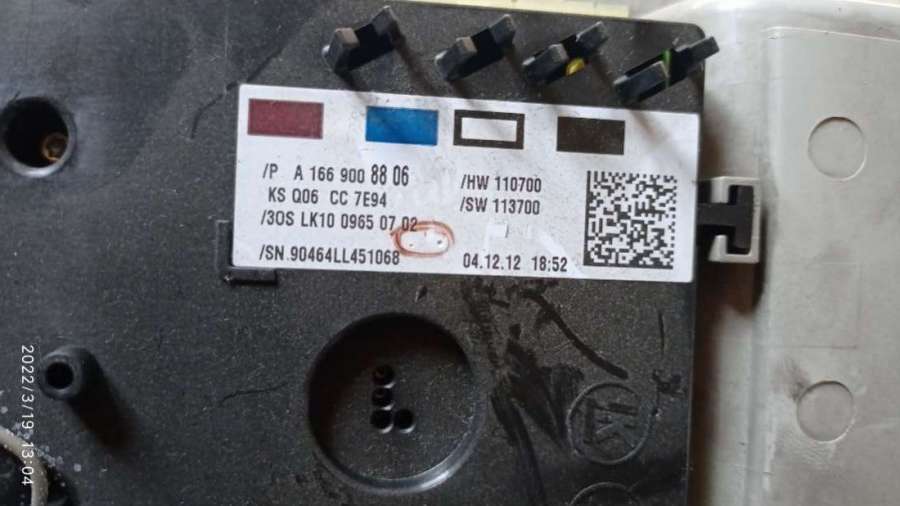 /P A 166 900 88 06
KS Q06 CC 7E94
/3OS LK10 0965 07 02
/SN 90464LL451068
/HW 110700
/SW 113700
04.12.12 18:52
LK
2022/3/19 13:04